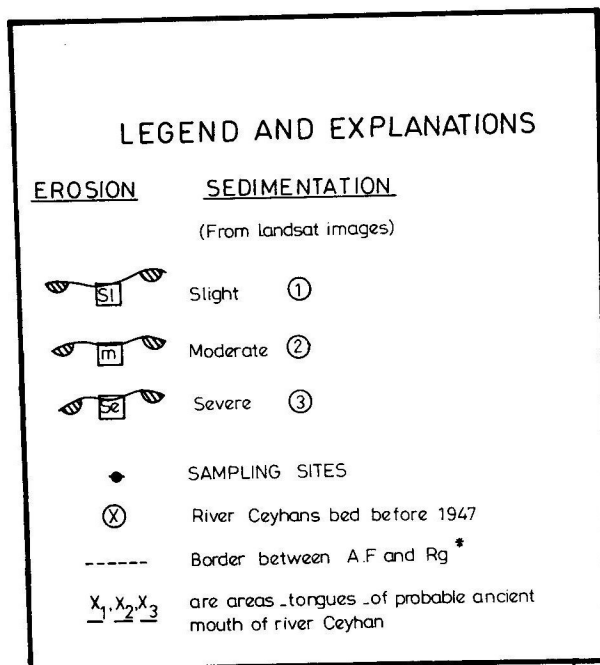 LEGEND AND EXPLANATIONS
EROSION SEDIMENTATION
(From landsat images)
Sl Slight 1
m Moderate 2
Se Severe 3
SAMPLING SITES
X River Ceyhans bed before 1947
------ Border between A.F and Rg*
X1,X2,X3 are areas _tongues _of probable ancient
mouth of river Ceyhan